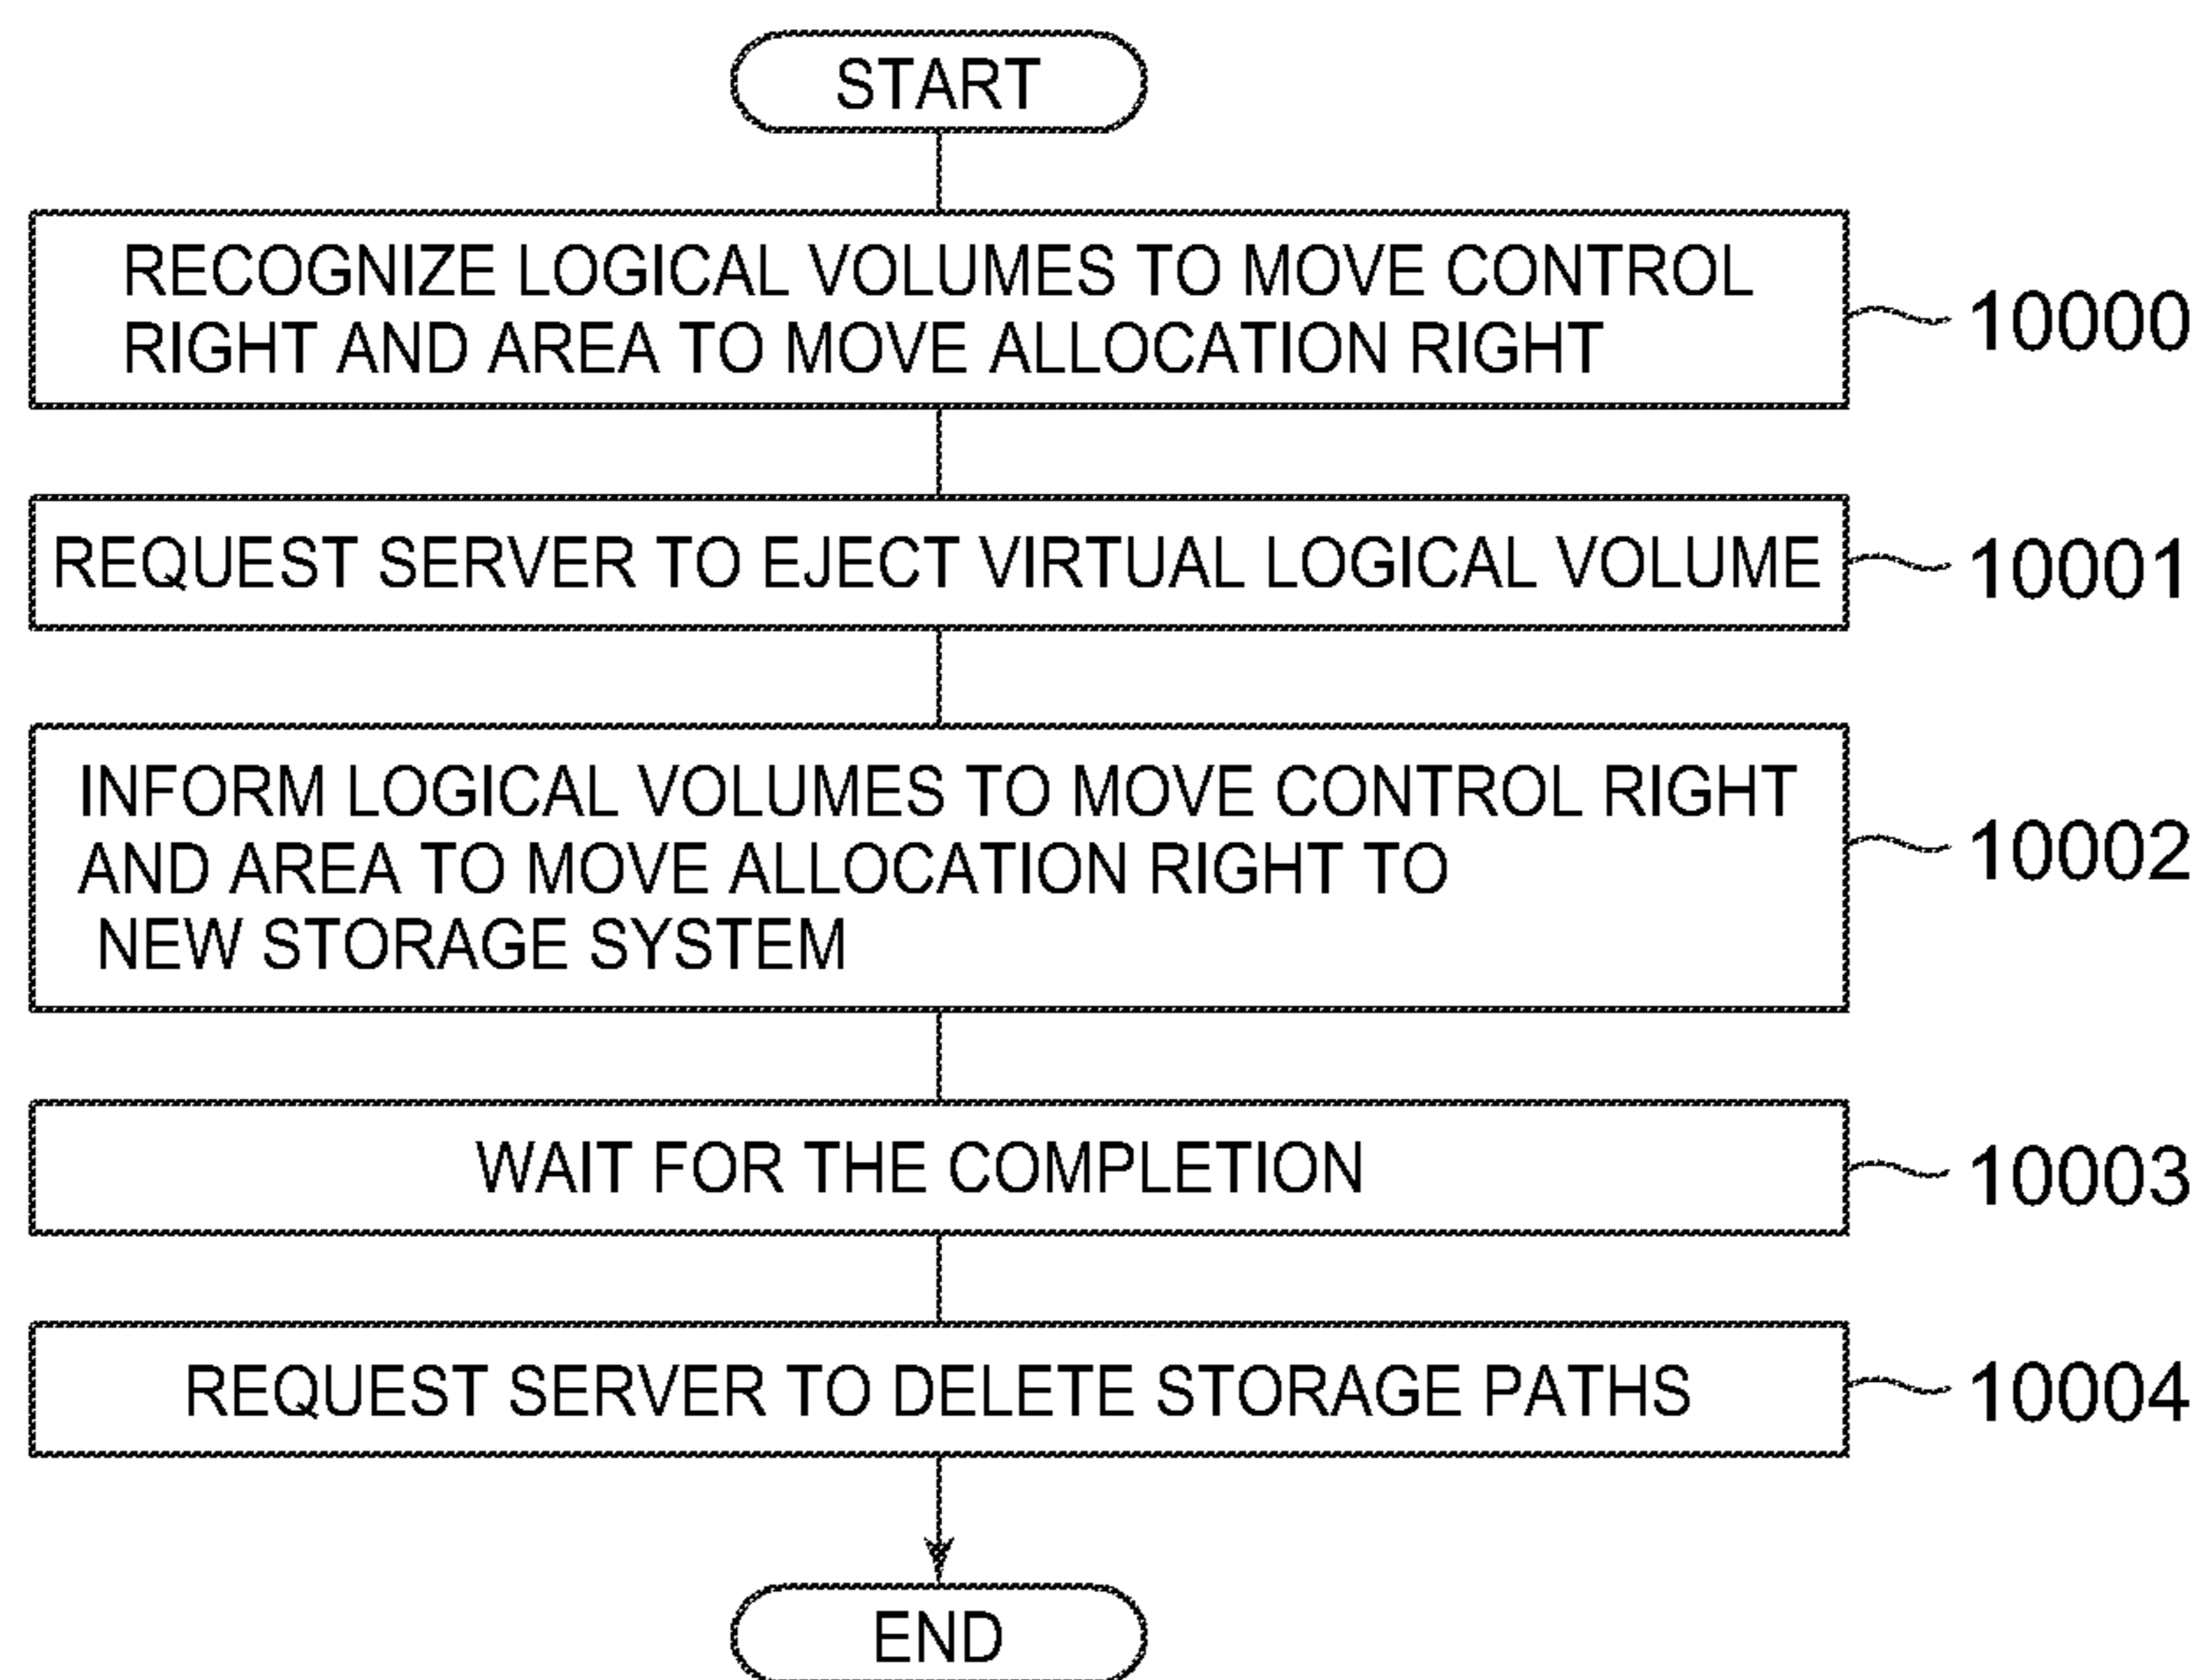 START
RECOGNIZE LOGICAL VOLUMES TO MOVE CONTROL
RIGHT AND AREA TO MOVE ALLOCATION RIGHT
10000
REQUEST SERVER TO EJECT VIRTUAL LOGICAL VOLUME
10001
INFORM LOGICAL VOLUMES TO MOVE CONTROL RIGHT
AND AREA TO MOVE ALLOCATION RIGHT TO
NEW STORAGE SYSTEM
10002
WAIT FOR THE COMPLETION
10003
REQUEST SERVER TO DELETE STORAGE PATHS
10004
END